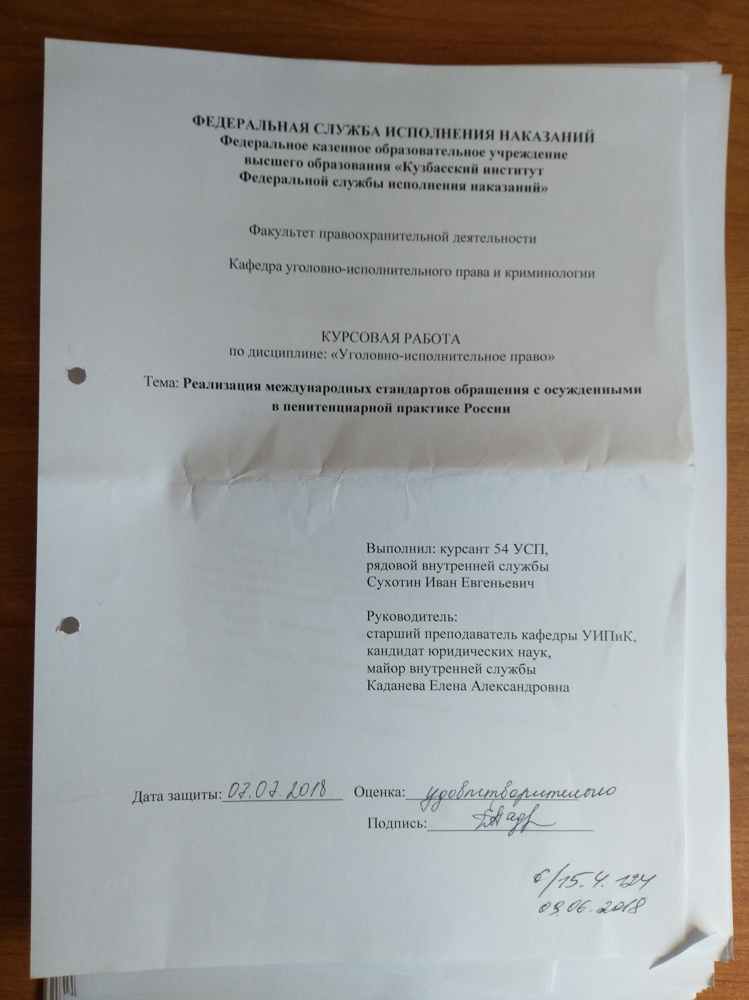 ФЕДЕРАЛЬНАЯ СЛУЖБА ИСПОЛНЕНИЯ НАКАЗАНИЙ
Федеральное казенное образовательное учреждение
высшего образования «Кузбасский институт
Федеральной службы исполнения наказаний»
Факультет правоохранительной деятельности
Кафедра уголовно-исполнительного права и криминологии
КУРСОВАЯ РАБОТА
по дисциплине: «Уголовно-исполнительное право»
Тема: Реализация международных стандартов обращения с осужденными
в пенитенциарной практике России
Выполнил: курсант 54 УСП,
рядовой внутренней службы
Сухотин Иван Евгеньевич
Руководитель:
старший преподаватель кафедры УИПиК,
кандидат юридических наук,
майор внутренней службы
Каданева Елена Александровна
Дата защиты: 07.07.2018 Оценка: удовлетворительно
Подпись:
б/15.4.124
09.06.2018